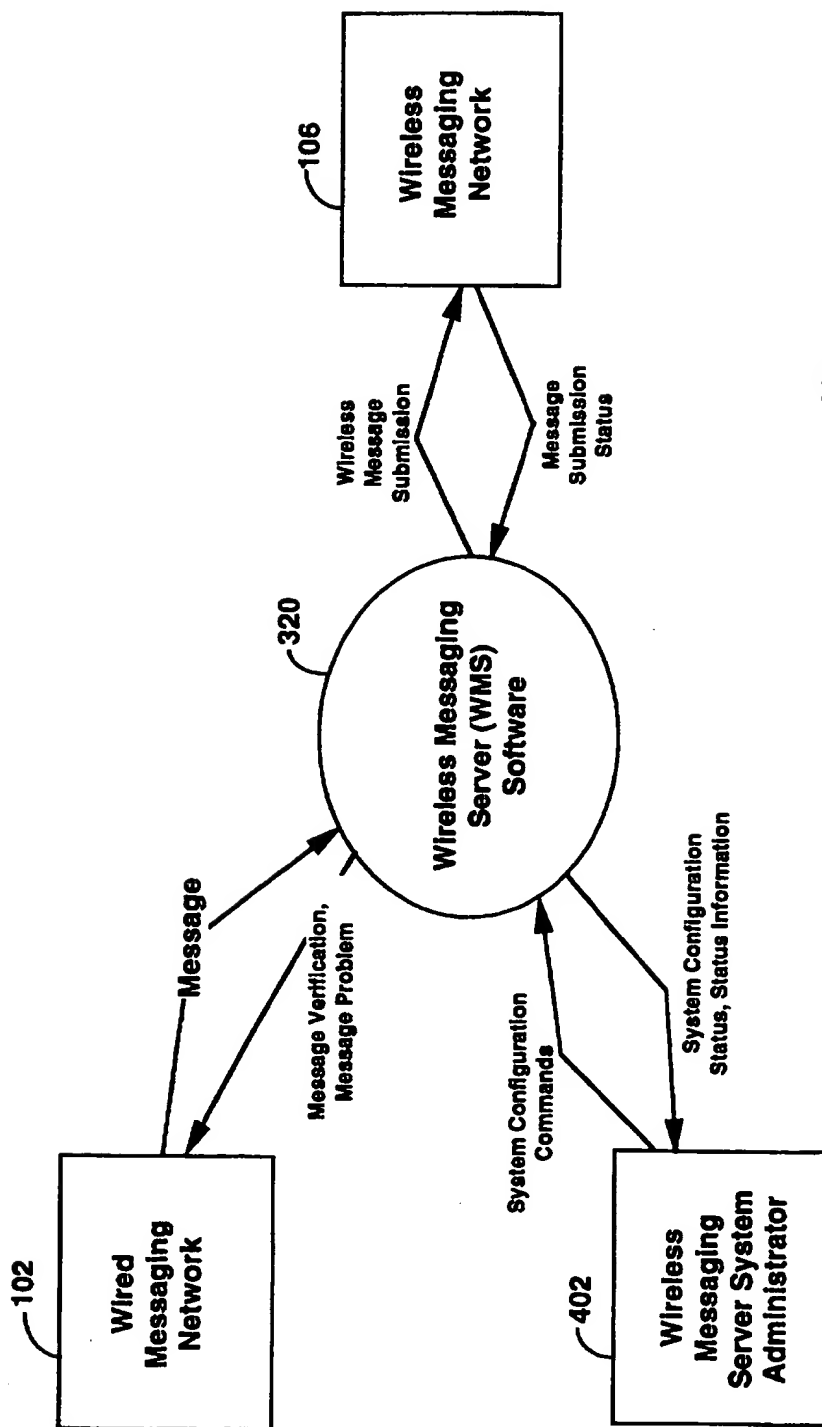 102
Wired
Messaging
Network
Message
Message Verification,
Message Problem
320
Wireless Messaging
Server (WMS)
Software
Wireless
Message
Submission
Message
Submission
Status
106
Wireless
Messaging
Network
402
Wireless
Messaging
Server System
Administrator
System Configuration
Commands
System Configuration
Status, Status Information